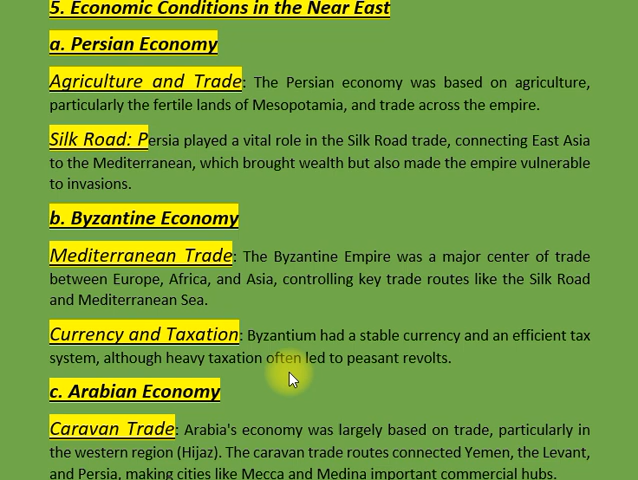 5. Economic Conditions in the Near East
a. Persian Economy
Agriculture and Trade: The Persian economy was based on agriculture,
particularly the fertile lands of Mesopotamia, and trade across the empire.
Silk Road: Persia played a vital role in the Silk Road trade, connecting East Asia
to the Mediterranean, which brought wealth but also made the empire vulnerable
to invasions.
b. Byzantine Economy
Mediterranean Trade: The Byzantine Empire was a major center of trade
between Europe, Africa, and Asia, controlling key trade routes like the Silk Road
and Mediterranean Sea.
Currency and Taxation: Byzantium had a stable currency and an efficient tax
system, although heavy taxation often led to peasant revolts.
c. Arabian Economy
Caravan Trade: Arabia's economy was largely based on trade, particularly in
the western region (Hijaz). The caravan trade routes connected Yemen, the Levant,
and Persia, making cities like Mecca and Medina important commercial hubs.